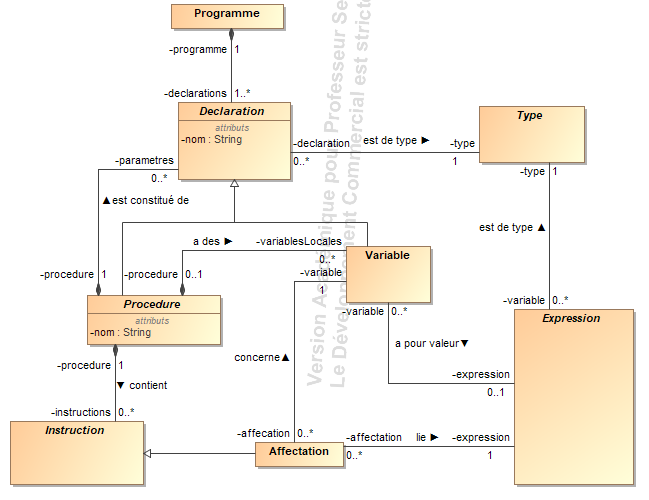 Programme
-programme 1
-declarations 1..*
Declaration
attributs
-nom : String
-declaration
0..*
est de type ►
-type
1
Type
-parametres
0..*
▲est constitué de
-procedure 1
-type 1
est de type ▲
-variable 0..*
a des ► -variablesLocales
-procedure 0..1
0..*
-variable
1
Variable
Procedure
attributs
-nom : String
-variable 0..*
a pour valeur▼
-expression
0..1
Expression
concerne▲
-procedure 1
▼ contient
-instructions 0..*
Instruction
-affecation 0..*
Affectation
-affectation lie ► -expression
0..* 1
Version Académique pour Professeur Se
Le Développement Commercial est stricte